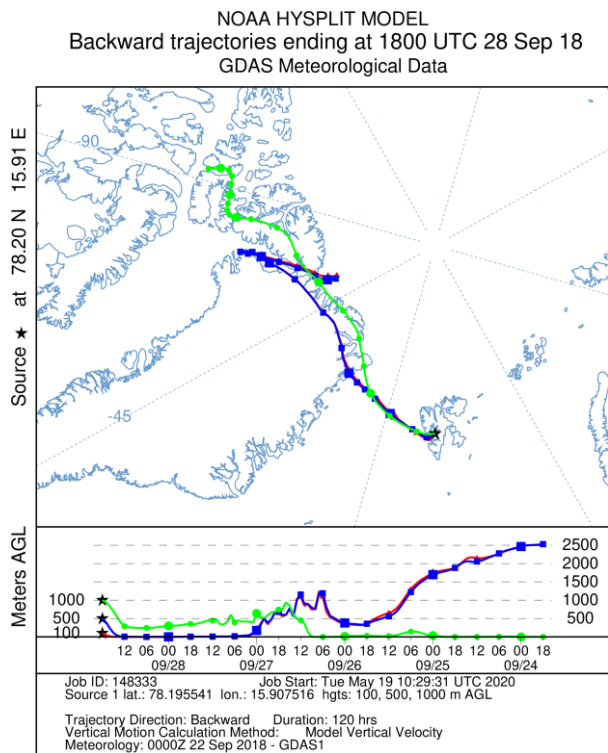 NOAA HYSPLIT MODEL
Backward trajectories ending at 1800 UTC 28 Sep 18
GDAS Meteorological Data
Source ★ at 78.20 N 15.91 E
-90
-45
Meters AGL
2500
2000
1500
1000 1000
500 500
100
12 06 00 18 12 06 00 18 12 06 00 18 12 06 00 18 12 06 00 18
09/28 09/27 09/26 09/25 09/24
Job ID: 148333 Job Start: Tue May 19 10:29:31 UTC 2020
Source 1 lat.: 78.195541 lon.: 15.907516 hgts: 100, 500, 1000 m AGL
Trajectory Direction: Backward Duration: 120 hrs
Vertical Motion Calculation Method: Model Vertical Velocity
Meteorology: 0000Z 22 Sep 2018 - GDAS1